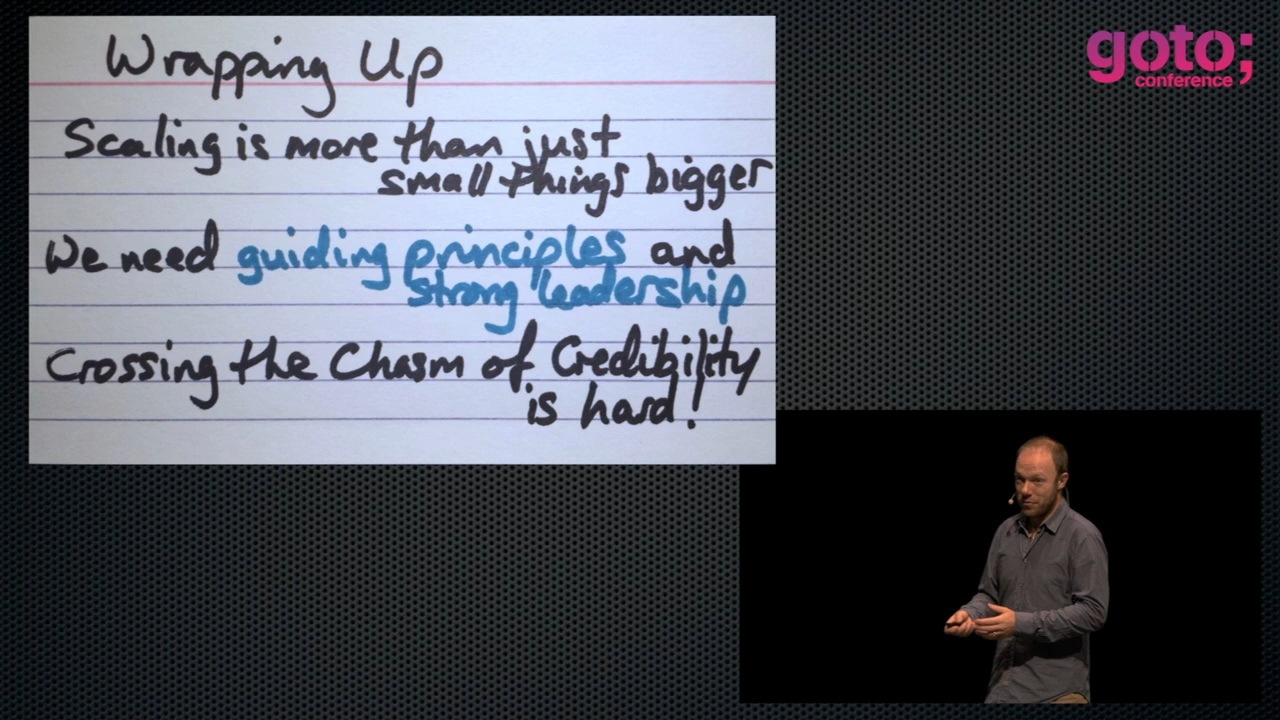 Wrapping Up
Scaling is more than just
small things bigger
We need guiding principles and
strong leadership
Crossing the Chasm of Credibility
is hard!
goto;
conference